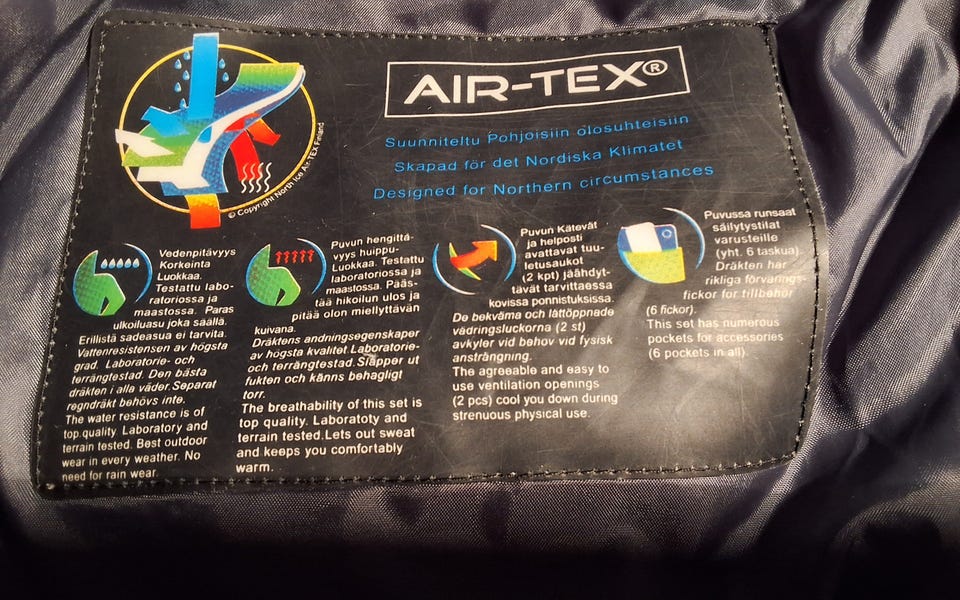 AIR-TEX®
Suunniteltu Pohjoisiin olosuhteisiin
Skapad för det Nordiska Klimatet
Designed for Northern circumstances
© Copyright North Ice Air-TEX Finland
Vedenpitävyys
Korkeinta
Luokkaa.
Testattu labo-
ratoriossa ja
maastossa. Paras
ulkoiluasu joka säällä.
Erillistä sadeasua ei tarvita.
Vattenresistensen av högsta
grad. Laboratorie- och
terrängtestad. Den bästa
dräkten i alla väder.Separat
regndräkt behövs inte.
The water resistance is of
top quality. Laboratory and
terrain tested. Best outdoor
wear in every weather. No
need for rain wear.
Puvun hengittä-
vyys huippu-
Luokkaa. Testattu
laboratoriossa ja
maastossa. Pääs-
tää hikoilun ulos ja
pitää olon miellyttävän
kuivana.
Dräktens andningsegenskaper
av högsta kvalitet.Laboratorie-
och terrängtestad.Släpper ut
fukten och känns behagligt
torr.
The breathability of this set is
top quality. Laboratoty and
terrain tested.Lets out sweat
and keeps you comfortably
warm.
Puvun Kätevät
ja helposti
avattavat tuu-
letusaukot
(2 kpt) jäähdyt-
tävät tarvittaessa
kovissa ponnistuksissa.
De bekväma och lättöppnade
vädringsluckorna (2 st)
avkyler vid behov vid fysisk
ansträngning.
The agreeable and easy to
use ventilation openings
(2 pcs) cool you down during
strenuous physical use.
Puvussa runsaat
säilytystilat
varusteille
(yht. 6 taskua).
Dräkten har
rikliga förvarings-
fickor for tillbehör
(6 fickor).
This set has numerous
pockets for accessories
(6 pockets in all).